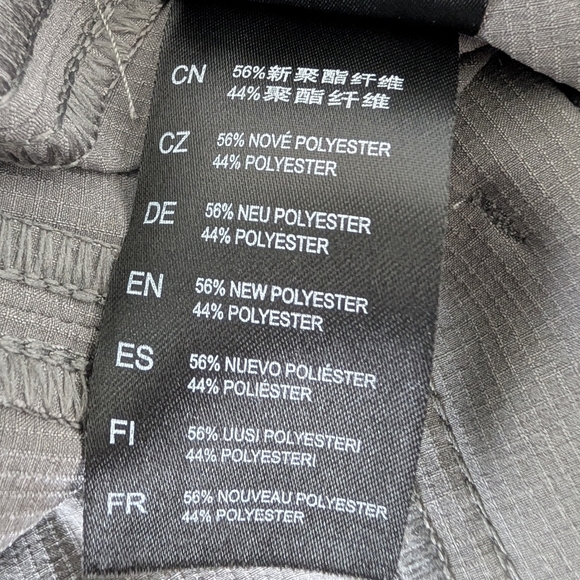 CN 56%新聚酯纤维
44%聚酯纤维
CZ 56% NOVÉ POLYESTER
44% POLYESTER
DE 56% NEU POLYESTER
44% POLYESTER
EN 56% NEW POLYESTER
44% POLYESTER
ES 56% NUEVO POLIÉSTER
44% POLIÉSTER
FI 56% UUSI POLYESTERI
44% POLYESTERI
FR 56% NOUVEAU POLYESTER
44% POLYESTER